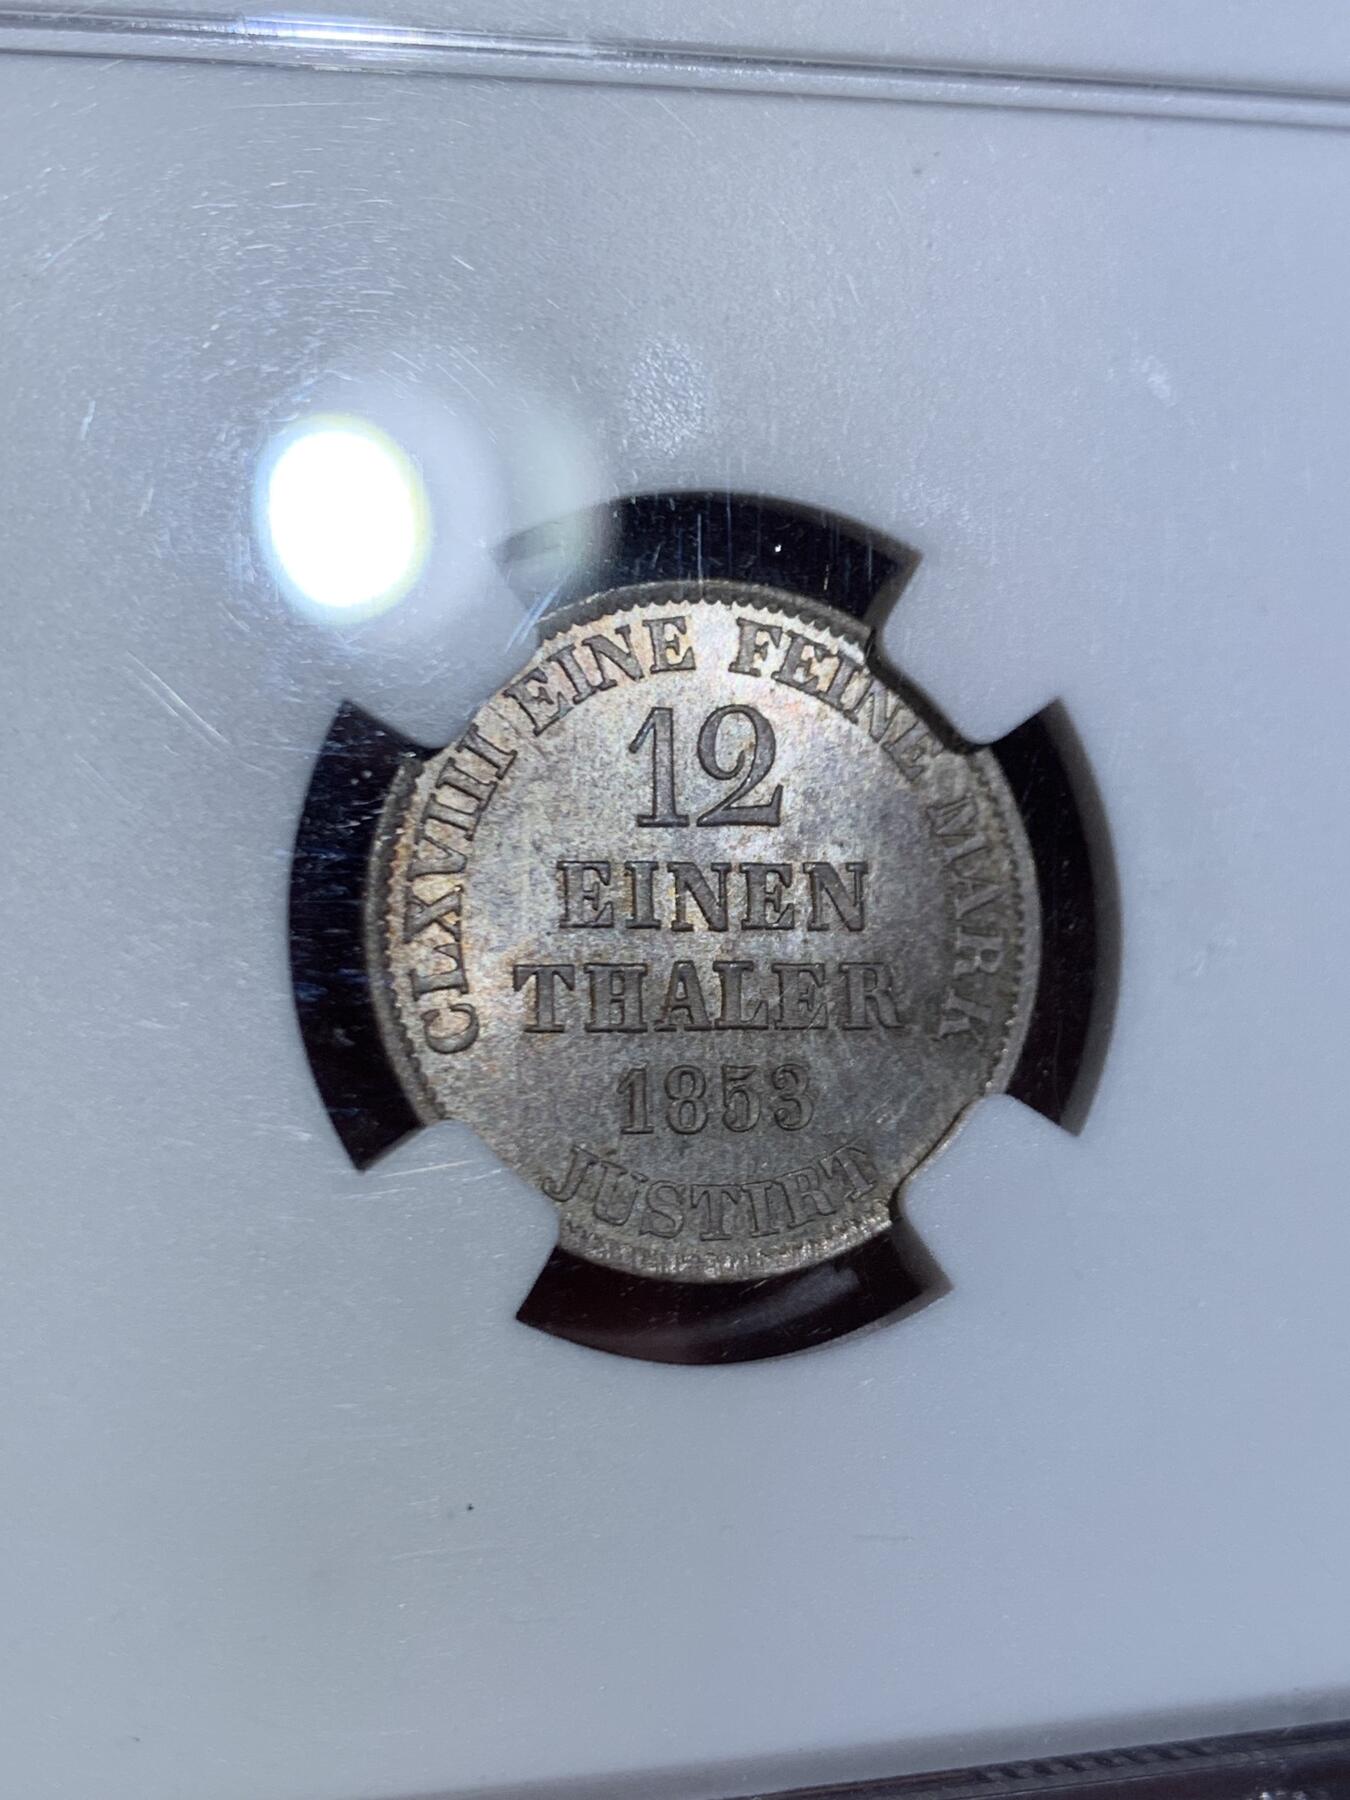 CLXVIII EINE FEINE MARK
12
EINEN
THALER
1853
JUSTIRT